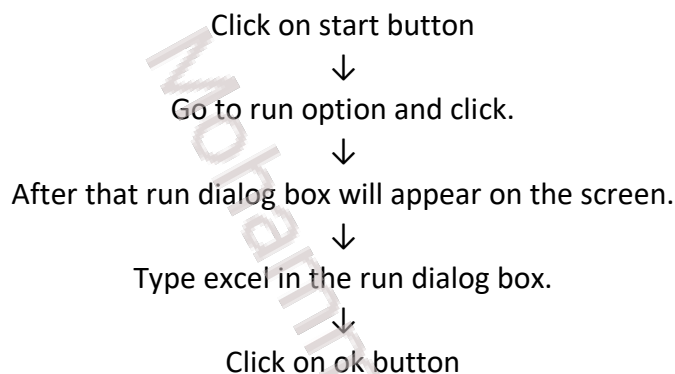 Click on start button
↓
Go to run option and click.
↓
After that run dialog box will appear on the screen.
↓
Type excel in the run dialog box.
↓
Click on ok button